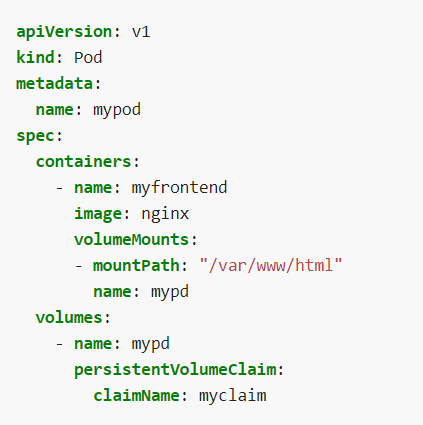 apiVersion: v1
kind: Pod
metadata:
  name: mypod
spec:
  containers:
    - name: myfrontend
      image: nginx
      volumeMounts:
      - mountPath: "/var/www/html"
        name: mypd
  volumes:
    - name: mypd
      persistentVolumeClaim:
        claimName: myclaim